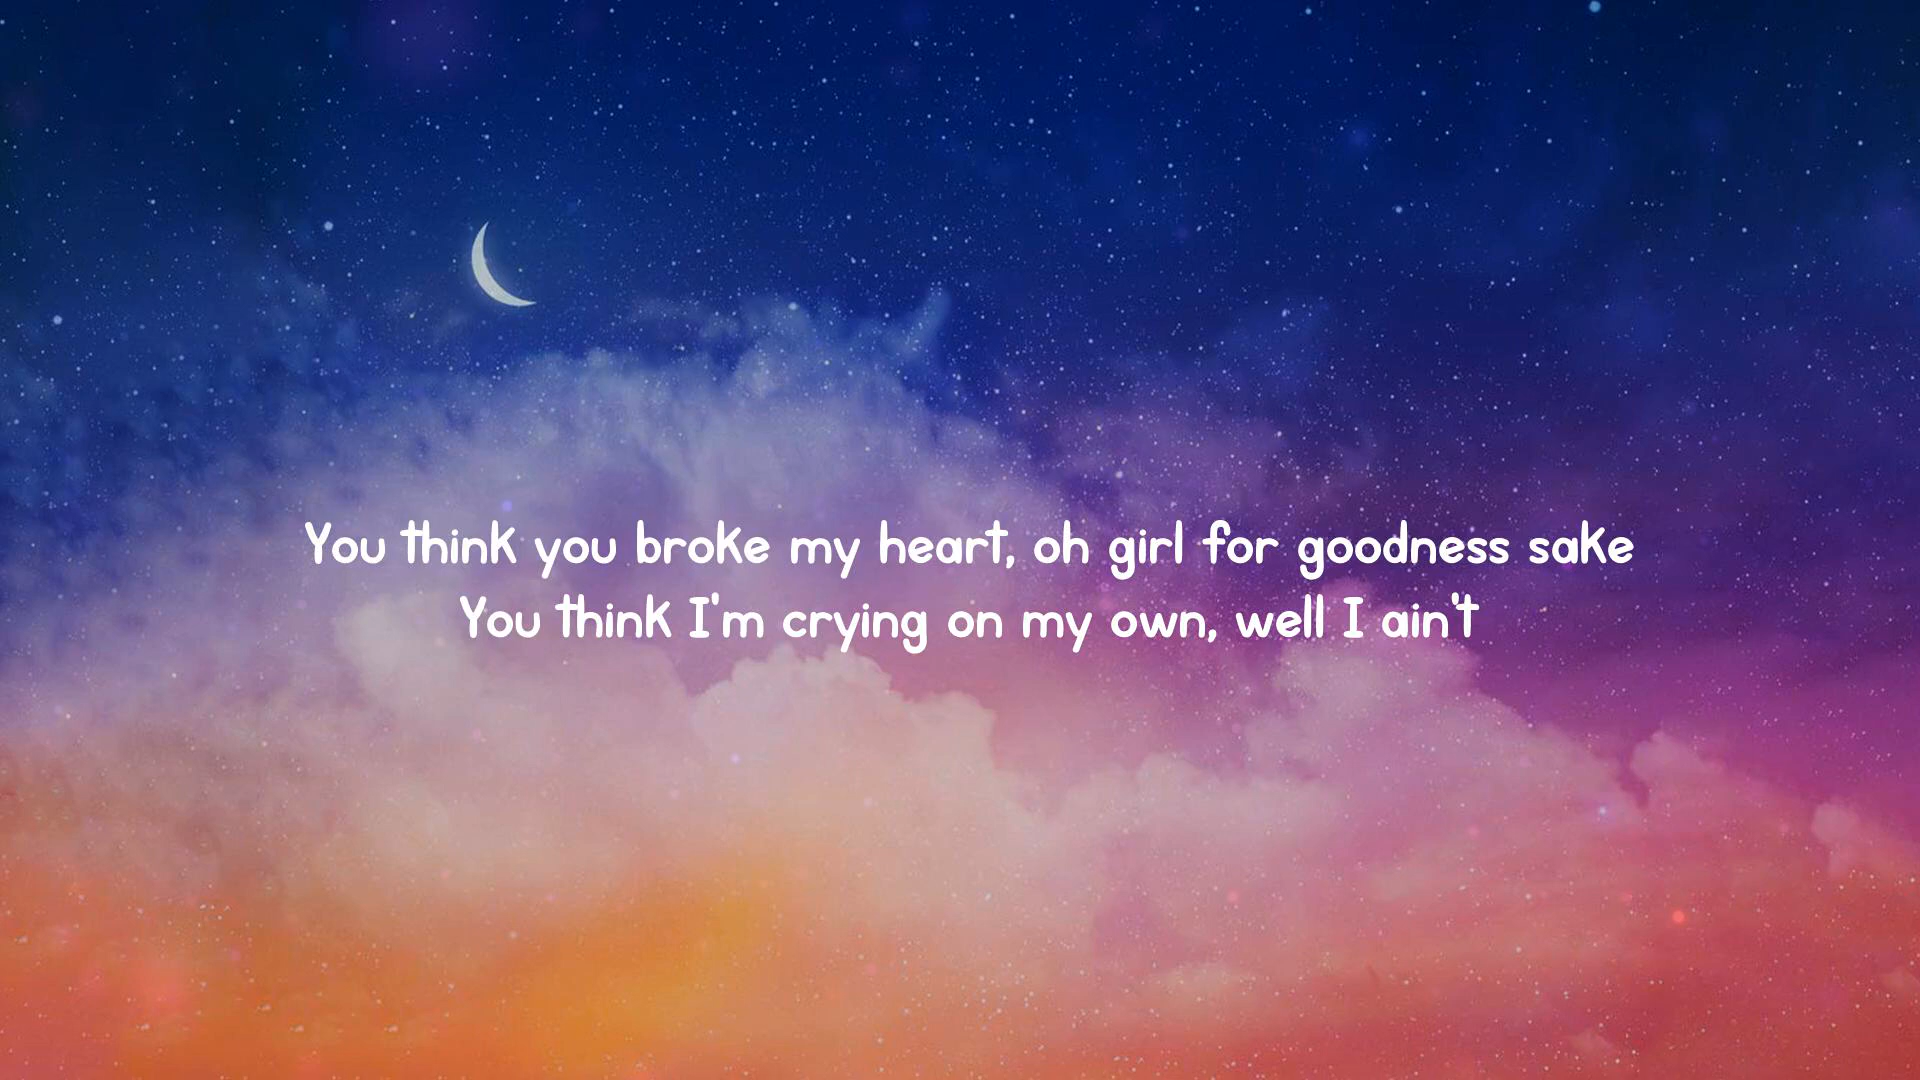 You think you broke my heart, oh girl for goodness sake
You think I'm crying on my own, well I ain't